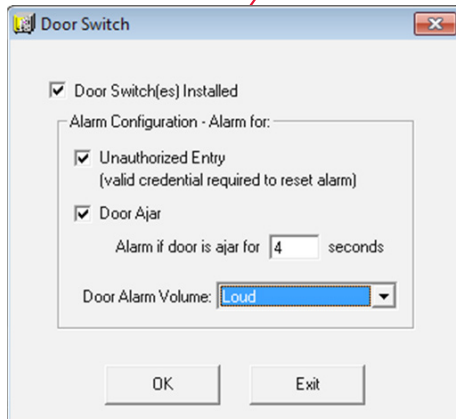 Door Switch
Door Switch(es) Installed
Alarm Configuration - Alarm for:
Unauthorized Entry
(valid credential required to reset alarm)
Door Ajar
Alarm if door is ajar for 4 seconds
Door Alarm Volume: Loud
OK Exit